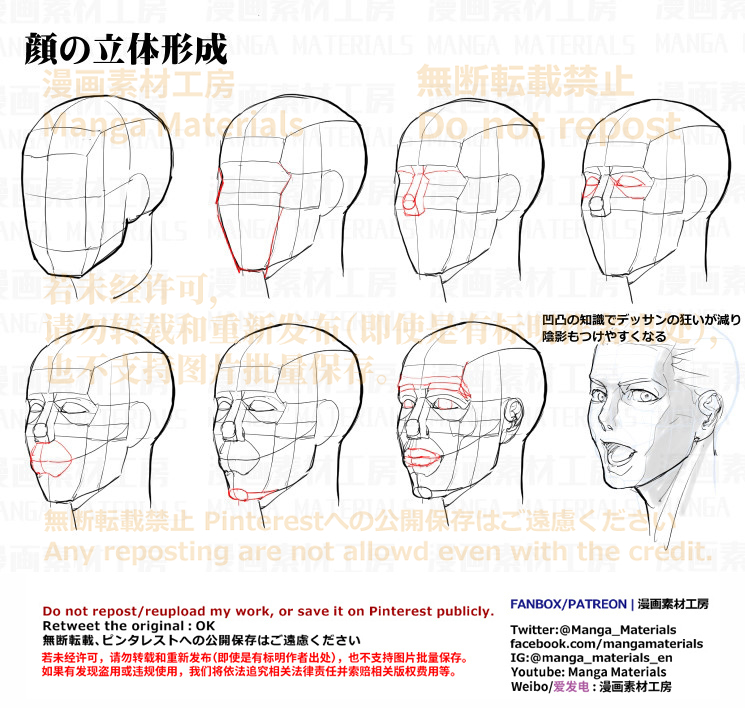 顔の立体形成
漫画素材工房 無断転載禁止
Manga Materials Do not repost
若未经许可，
请勿转载和重新发布（即使是有标明作者出处），
也不支持图片批量保存。
凹凸の知識でデッサンの狂いが減り
陰影もつけやすくなる
無断転載禁止 Pinterestへの公開保存はご遠慮ください
Any reposting are not allowd even with the credit.
Do not repost/reupload my work, or save it on Pinterest publicly.
Retweet the original : OK
無断転載、ピンタレストへの公開保存はご遠慮ください
若未经许可，请勿转载和重新发布（即使是有标明作者出处），也不支持图片批量保存。
如果有发现盗用或违规使用，我们将依法追究相关法律责任并索赔相关版权费用等。
FANBOX/PATREON | 漫画素材工房
Twitter:@Manga_Materials
facebook.com/mangamaterials
IG:@manga_materials_en
Youtube: Manga Materials
Weibo/爱发电 : 漫画素材工房